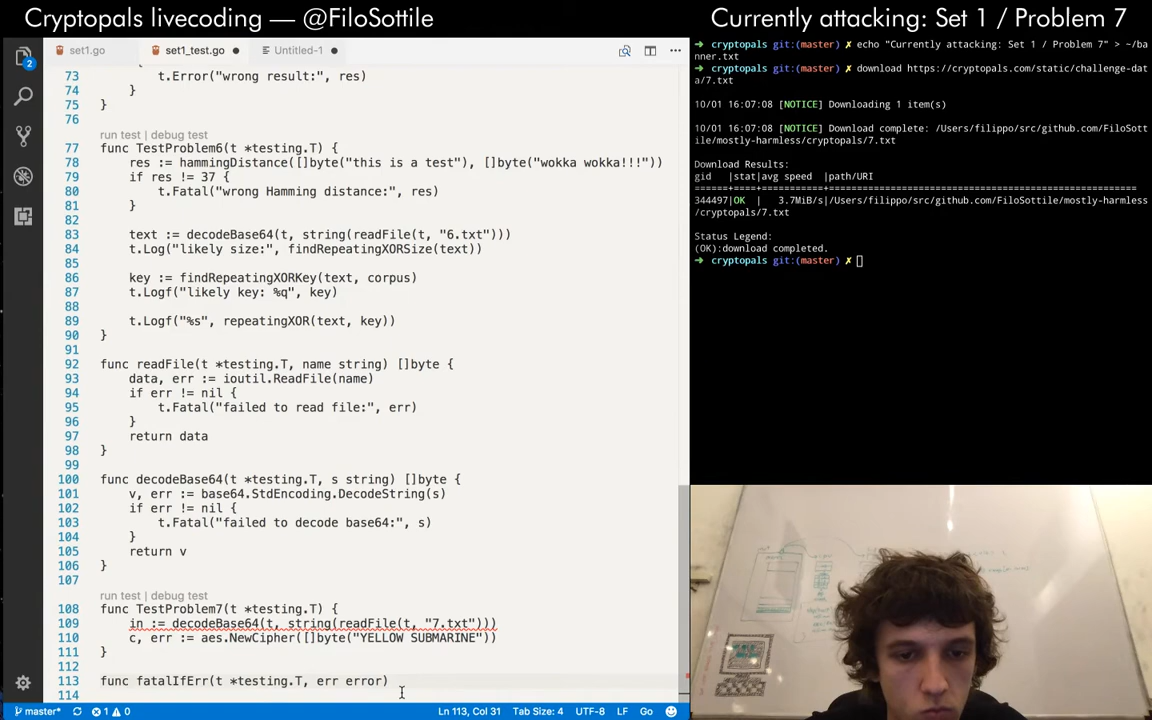 Cryptopals livecoding — @FiloSottile
Currently attacking: Set 1 / Problem 7
set1.go
set1_test.go
Untitled-1
2
73 t.Error("wrong result:", res)
74 }
75 }
76
run test | debug test
77 func TestProblem6(t *testing.T) {
78 res := hammingDistance([]byte("this is a test"), []byte("wokka wokka!!!"))
79 if res != 37 {
80 t.Fatal("wrong Hamming distance:", res)
81 }
82
83 text := decodeBase64(t, string(readFile(t, "6.txt")))
84 t.Log("likely size:", findRepeatingXORSize(text))
85
86 key := findRepeatingXORKey(text, corpus)
87 t.Logf("likely key: %q", key)
88
89 t.Logf("%s", repeatingXOR(text, key))
90 }
91
92 func readFile(t *testing.T, name string) []byte {
93 data, err := ioutil.ReadFile(name)
94 if err != nil {
95 t.Fatal("failed to read file:", err)
96 }
97 return data
98 }
99
100 func decodeBase64(t *testing.T, s string) []byte {
101 v, err := base64.StdEncoding.DecodeString(s)
102 if err != nil {
103 t.Fatal("failed to decode base64:", s)
104 }
105 return v
106 }
107
run test | debug test
108 func TestProblem7(t *testing.T) {
109 in := decodeBase64(t, string(readFile(t, "7.txt")))
110 c, err := aes.NewCipher([]byte("YELLOW SUBMARINE"))
111 }
112
113 func fatalIfErr(t *testing.T, err error)
114
master* 1 0 Ln 113, Col 31 Tab Size: 4 UTF-8 LF Go
➜ cryptopals git:(master) ✗ echo "Currently attacking: Set 1 / Problem 7" > ~/ba
nner.txt
➜ cryptopals git:(master) ✗ download https://cryptopals.com/static/challenge-dat
a/7.txt
10/01 16:07:08 [NOTICE] Downloading 1 item(s)
10/01 16:07:08 [NOTICE] Download complete: /Users/filippo/src/github.com/FiloSott
ile/mostly-harmless/cryptopals/7.txt
Download Results:
gid |stat|avg speed |path/URI
======+====+===========+=======================================================
344497|OK | 3.7MiB/s|/Users/filippo/src/github.com/FiloSottile/mostly-harmless
/cryptopals/7.txt
Status Legend:
(OK):download completed.
➜ cryptopals git:(master) ✗